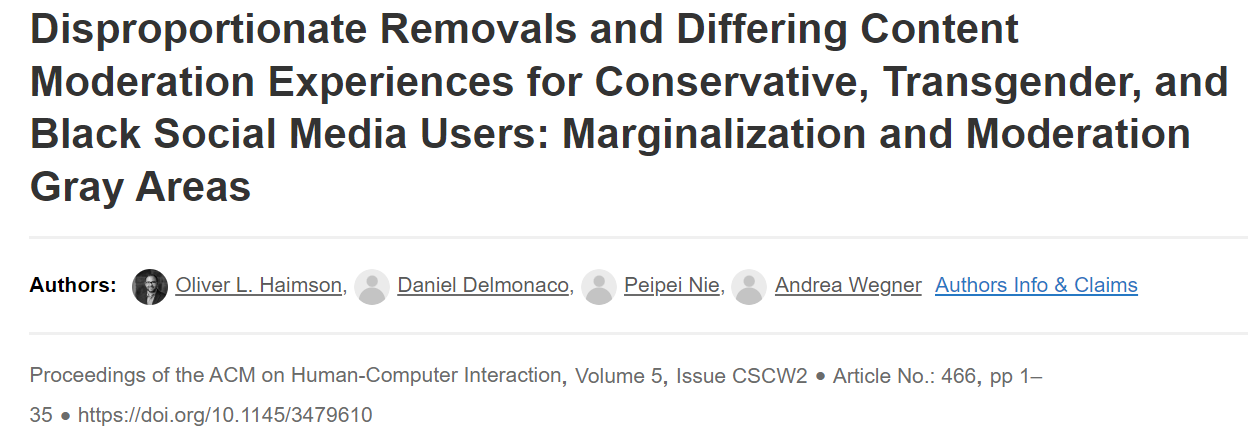 Disproportionate Removals and Differing Content
Moderation Experiences for Conservative, Transgender, and
Black Social Media Users: Marginalization and Moderation
Gray Areas
Authors: Oliver L. Haimson, Daniel Delmonaco, Peipei Nie, Andrea Wegner Authors Info & Claims
Proceedings of the ACM on Human-Computer Interaction, Volume 5, Issue CSCW2 • Article No.: 466, pp 1–
35 • https://doi.org/10.1145/3479610